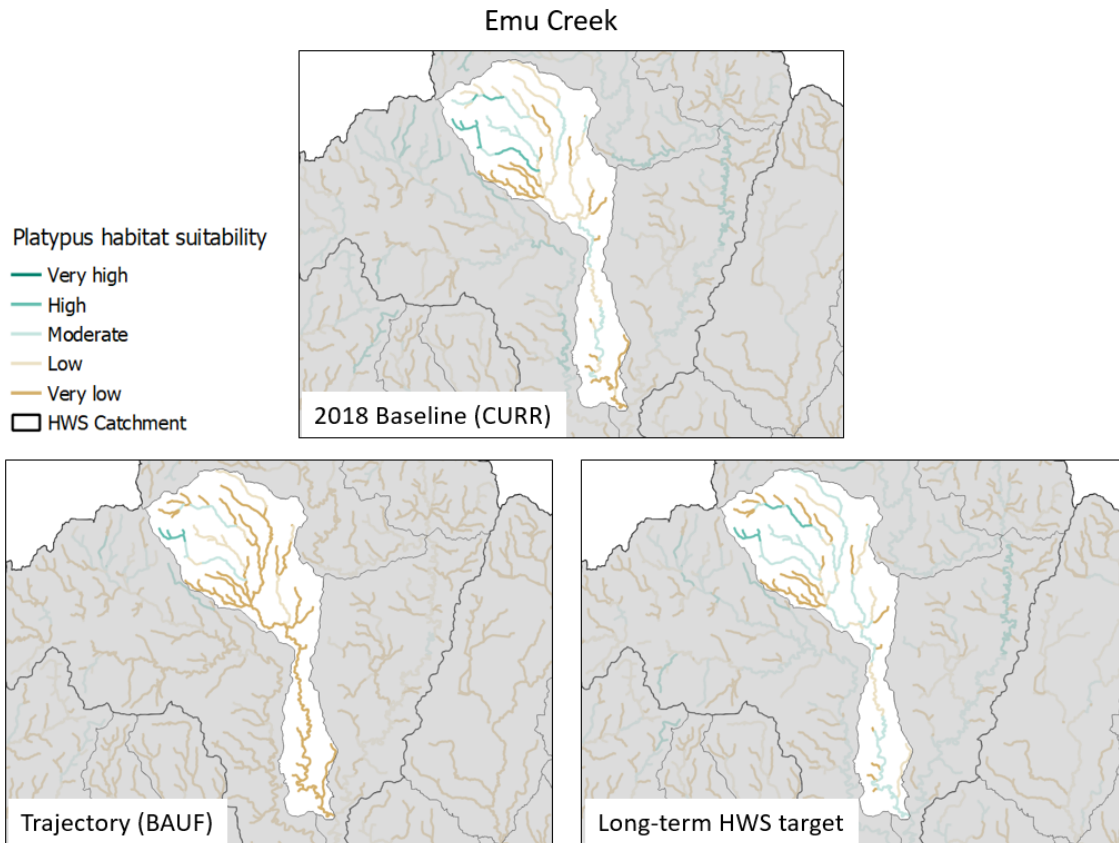 Emu Creek
Platypus habitat suitability
Very high
High
Moderate
Low
Very low
HWS Catchment
2018 Baseline (CURR)
Trajectory (BAUF)
Long-term HWS target